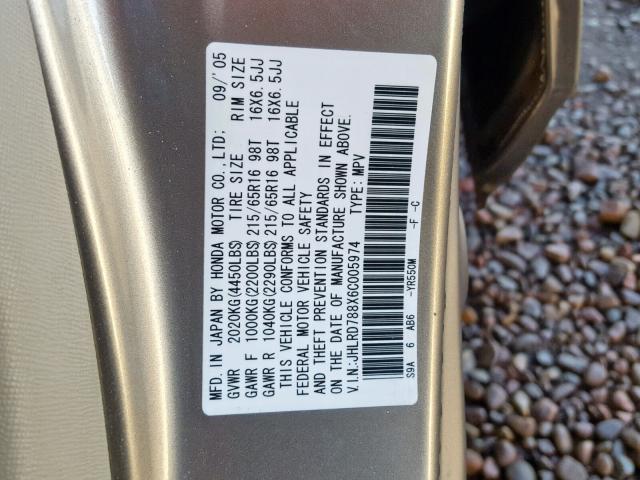 MFD. IN JAPAN BY HONDA MOTOR CO., LTD; 09/'05
GVWR 2020KG(4450LBS) TIRE SIZE RIM SIZE
GAWR F 1000KG(2200LBS) 215/65R16 98T 16X6.5JJ
GAWR R 1040KG(2290LBS) 215/65R16 98T 16X6.5JJ
THIS VEHICLE CONFORMS TO ALL APPLICABLE
FEDERAL MOTOR VEHICLE SAFETY
AND THEFT PREVENTION STANDARDS IN EFFECT
ON THE DATE OF MANUFACTURE SHOWN ABOVE.
V.I.N:JHLRD788X6C005974 TYPE: MPV
S9A 6 AB6 -YR550M -F -C